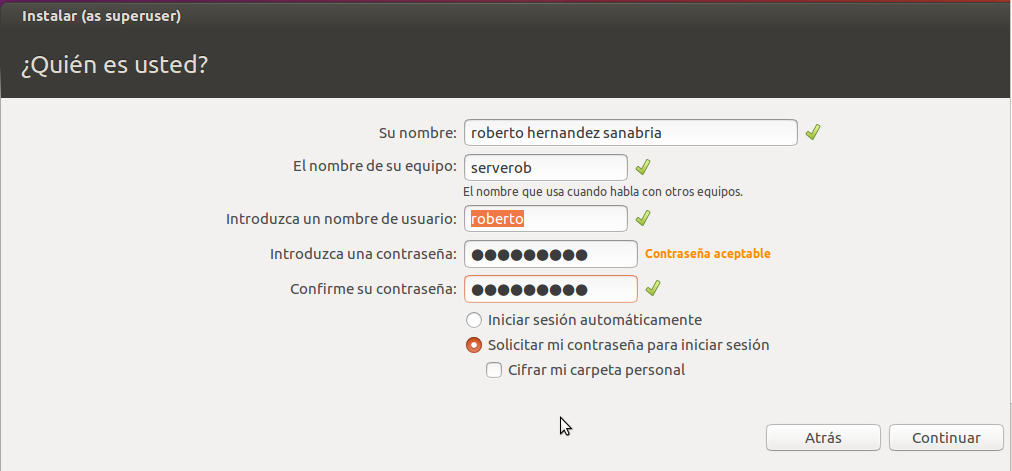 Instalar (as superuser)
¿Quién es usted?
Su nombre: roberto hernandez sanabria
El nombre de su equipo: serverob
El nombre que usa cuando habla con otros equipos.
Introduzca un nombre de usuario: roberto
Introduzca una contraseña: ●●●●●●●●● Contraseña aceptable
Confirme su contraseña: ●●●●●●●●●
Iniciar sesión automáticamente
Solicitar mi contraseña para iniciar sesión
Cifrar mi carpeta personal
Atrás Continuar